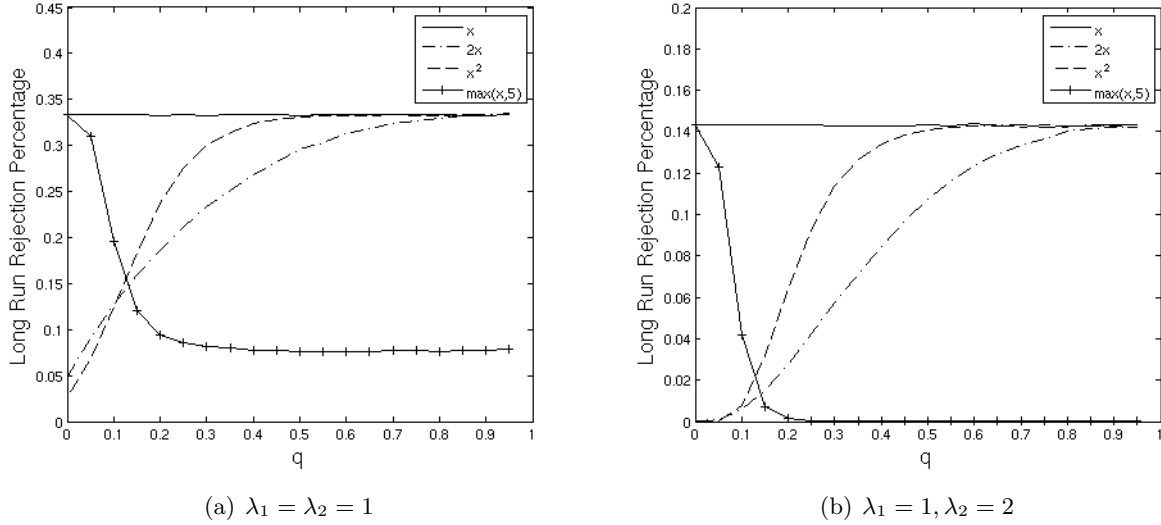 0.45
0.4
0.35
0.3
0.25
0.2
0.15
0.1
0.05
0
0 0.1 0.2 0.3 0.4 0.5 0.6 0.7 0.8 0.9 1
Long Run Rejection Percentage
q
x
2x
x²
max(x,5)
(a) λ₁ = λ₂ = 1
0.2
0.18
0.16
0.14
0.12
0.1
0.08
0.06
0.04
0.02
0
0 0.1 0.2 0.3 0.4 0.5 0.6 0.7 0.8 0.9 1
Long Run Rejection Percentage
q
x
2x
x²
max(x,5)
(b) λ₁ = 1, λ₂ = 2